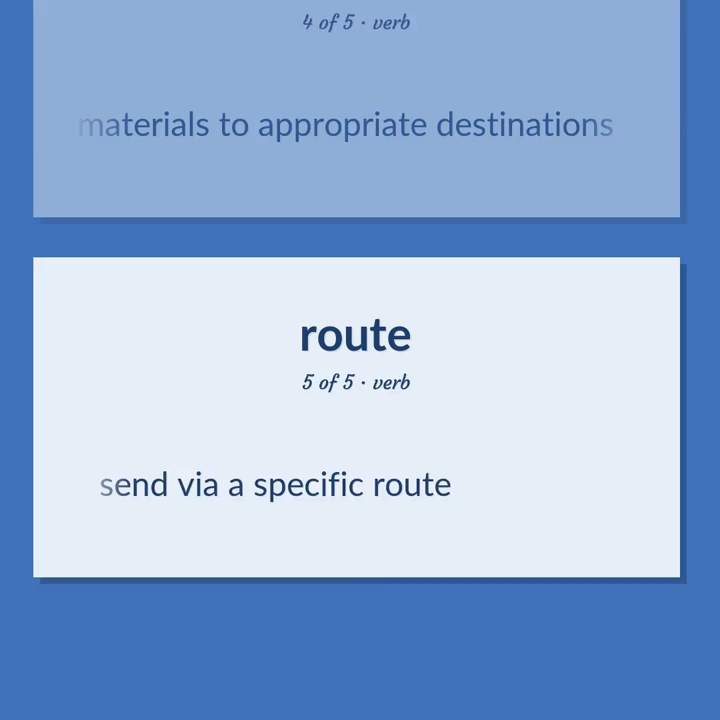 4 of 5 · verb
materials to appropriate destinations
route
5 of 5 · verb
send via a specific route